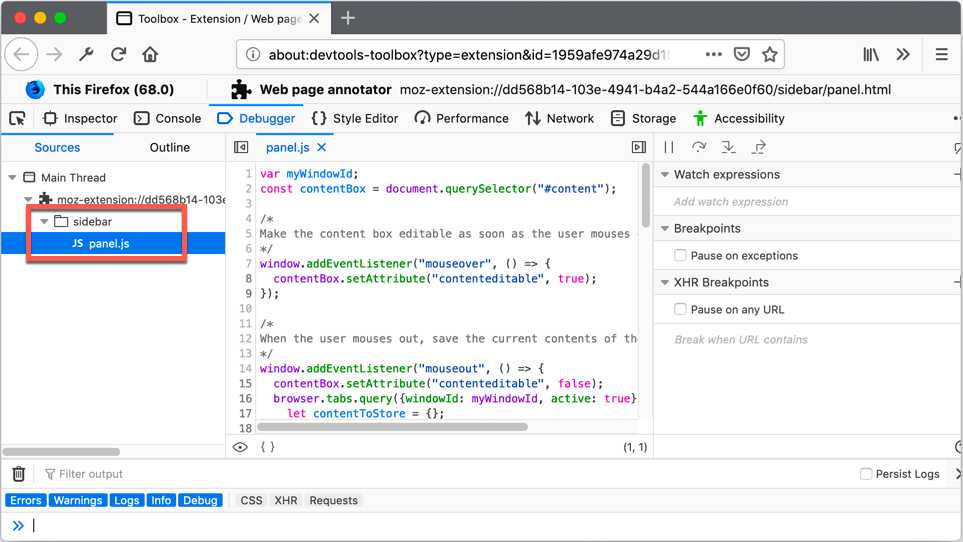 Toolbox - Extension / Web page
about:devtools-toolbox?type=extension&id=1959afe974a29d15
This Firefox (68.0)
Web page annotator moz-extension://dd568b14-103e-4941-b4a2-544a166e0f60/sidebar/panel.html
Inspector Console Debugger {} Style Editor Performance Network Storage Accessibility
Sources Outline
panel.js
Main Thread
moz-extension://dd568b14-103e
sidebar
JS panel.js
1 var myWindowId;
2 const contentBox = document.querySelector("#content");
3
4 /*
5 Make the content box editable as soon as the user mouses
6 */
7 window.addEventListener("mouseover", () => {
8 contentBox.setAttribute("contenteditable", true);
9 });
10
11 /*
12 When the user mouses out, save the current contents of the
13 */
14 window.addEventListener("mouseout", () => {
15 contentBox.setAttribute("contenteditable", false);
16 browser.tabs.query({windowId: myWindowId, active: true}
17 let contentToStore = {};
18
{ } (1, 1)
Watch expressions
Add watch expression
Breakpoints
Pause on exceptions
XHR Breakpoints
Pause on any URL
Break when URL contains
Filter output Persist Logs
Errors Warnings Logs Info Debug CSS XHR Requests